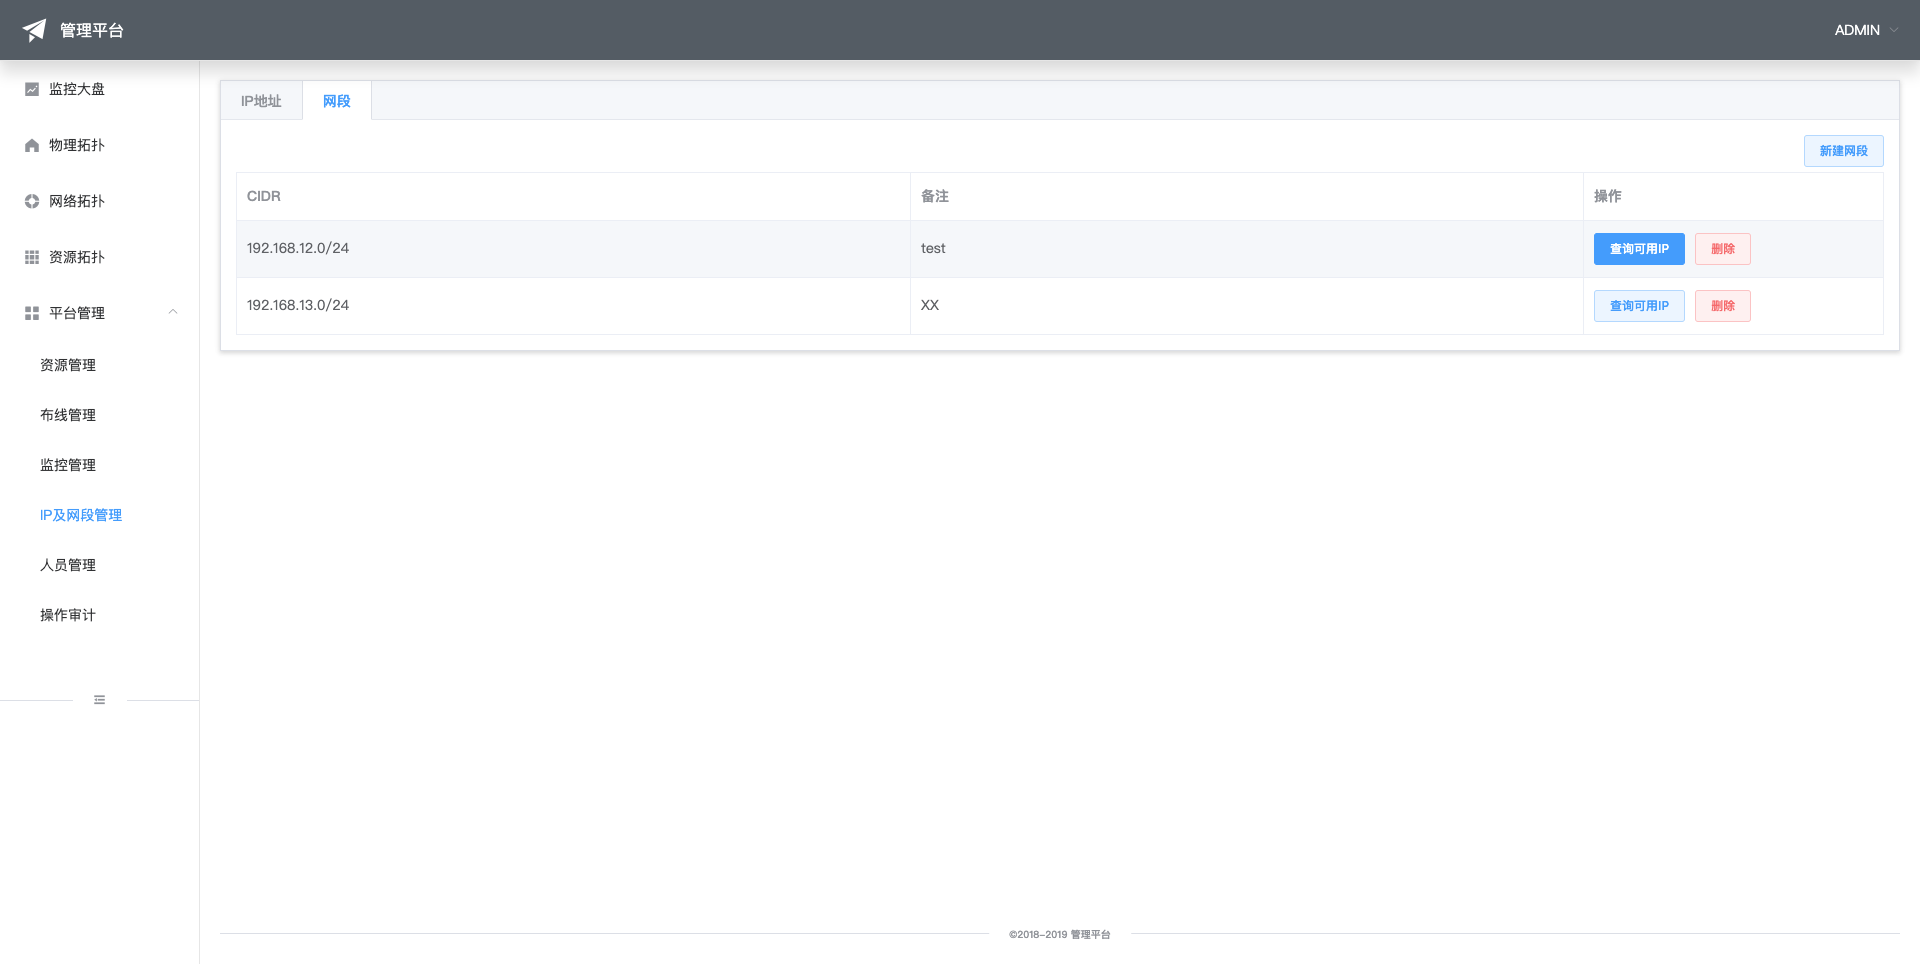 管理平台
ADMIN
监控大盘
物理拓扑
网络拓扑
资源拓扑
平台管理
资源管理
布线管理
监控管理
IP及网段管理
人员管理
操作审计
IP地址 网段
新建网段
CIDR 备注 操作
192.168.12.0/24 test 查询可用IP 删除
192.168.13.0/24 XX 查询可用IP 删除
©2018-2019 管理平台